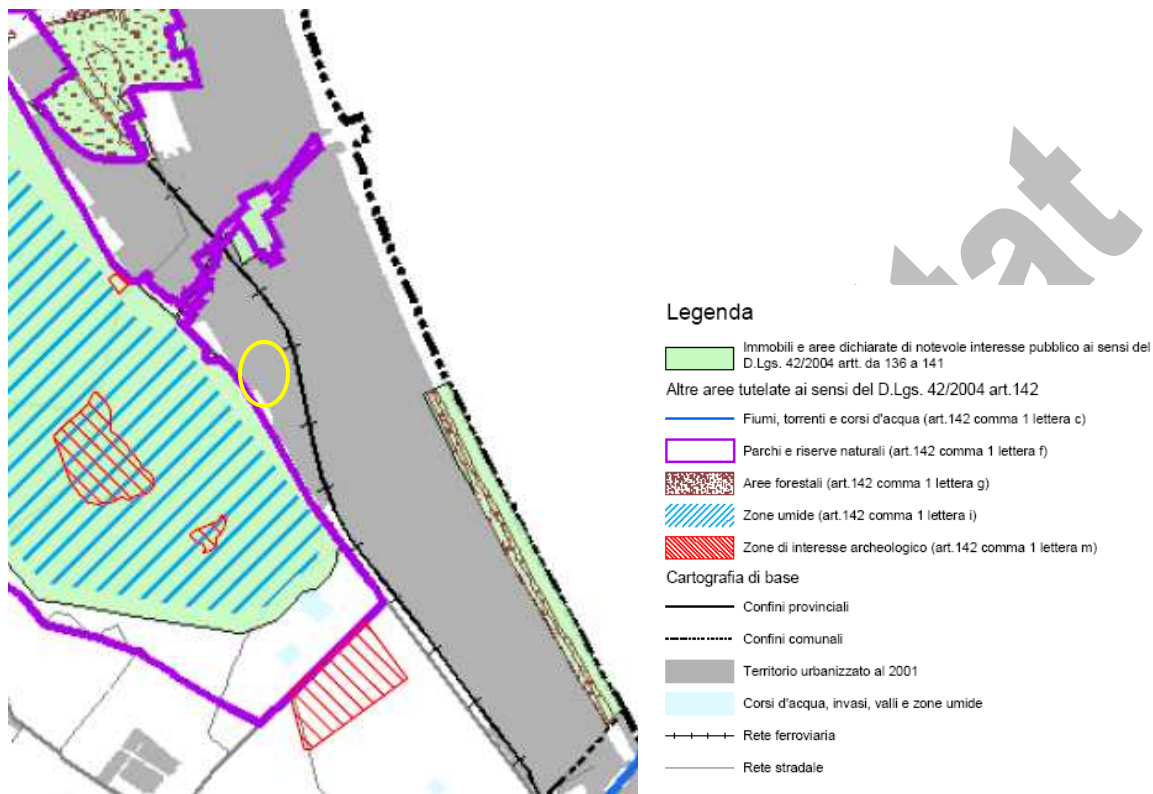 Legenda
Immobili e aree dichiarate di notevole interesse pubblico ai sensi del
D.Lgs. 42/2004 artt. da 136 a 141
Altre aree tutelate ai sensi del D.Lgs. 42/2004 art.142
Fiumi, torrenti e corsi d'acqua (art.142 comma 1 lettera c)
Parchi e riserve naturali (art.142 comma 1 lettera f)
Aree forestali (art.142 comma 1 lettera g)
Zone umide (art.142 comma 1 lettera i)
Zone di interesse archeologico (art.142 comma 1 lettera m)
Cartografia di base
Confini provinciali
Confini comunali
Territorio urbanizzato al 2001
Corsi d'acqua, invasi, valli e zone umide
Rete ferroviaria
Rete stradale